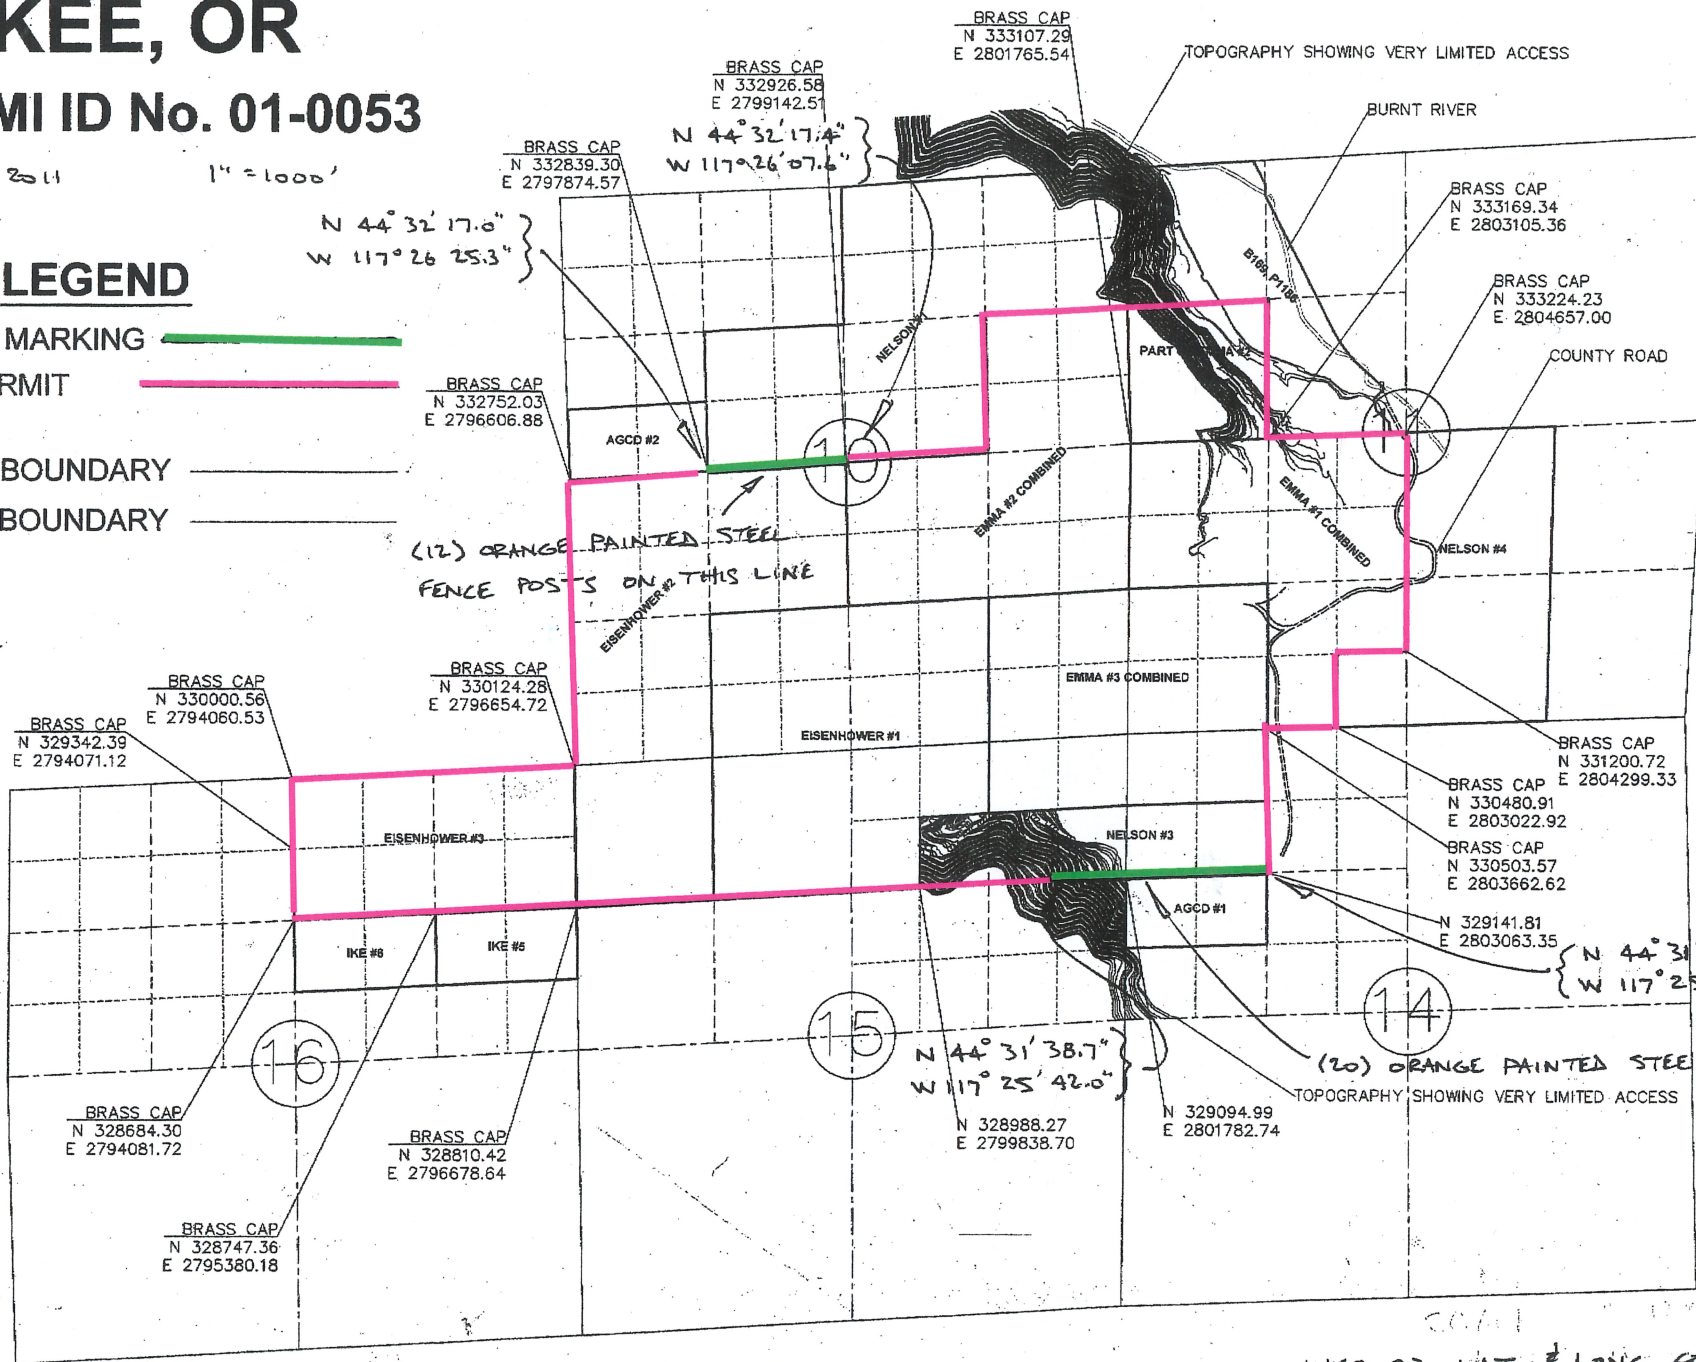 KEE, OR
MI ID No. 01-0053
2011 1" = 1000'
LEGEND
MARKING
RMIT
BOUNDARY
BOUNDARY
BRASS CAP
N 333107.29
E 2801765.54
TOPOGRAPHY SHOWING VERY LIMITED ACCESS
BRASS CAP
N 332926.58
E 2799142.51
N 44° 32' 17.4"
W 117° 26' 07.6"
BURNT RIVER
BRASS CAP
N 332839.30
E 2797874.57
N 44° 32' 17.0"
W 117° 26 25.3"
BRASS CAP
N 333169.34
E 2803105.36
B169, P1186
BRASS CAP
N 333224.23
E 2804657.00
COUNTY ROAD
NELSON #1
PART
BRASS CAP
N 332752.03
E 2796606.88
AGCD #2
10
11
EMMA #2 COMBINED
EMMA #1 COMBINED
NELSON #4
(12) ORANGE PAINTED STEEL
FENCE POSTS ON THIS LINE
EISENHOWER #2
BRASS CAP
N 330124.28
E 2796654.72
EMMA #3 COMBINED
BRASS CAP
N 330000.56
E 2794060.53
BRASS CAP
N 329342.39
E 2794071.12
EISENHOWER #1
BRASS CAP
N 331200.72
E 2804299.33
BRASS CAP
N 330480.91
E 2803022.92
BRASS CAP
N 330503.57
E 2803662.62
EISENHOWER #3
NELSON #3
AGCD #1
N 329141.81
E 2803063.35
N 44° 31
W 117° 25
IKE #6
IKE #5
16
15
14
N 44° 31' 38.7"
W 117° 25' 42.0"
(20) ORANGE PAINTED STEE
TOPOGRAPHY SHOWING VERY LIMITED ACCESS
BRASS CAP
N 328684.30
E 2794081.72
BRASS CAP
N 328810.42
E 2796678.64
N 328988.27
E 2799838.70
N 329094.99
E 2801782.74
BRASS CAP
N 328747.36
E 2795380.18